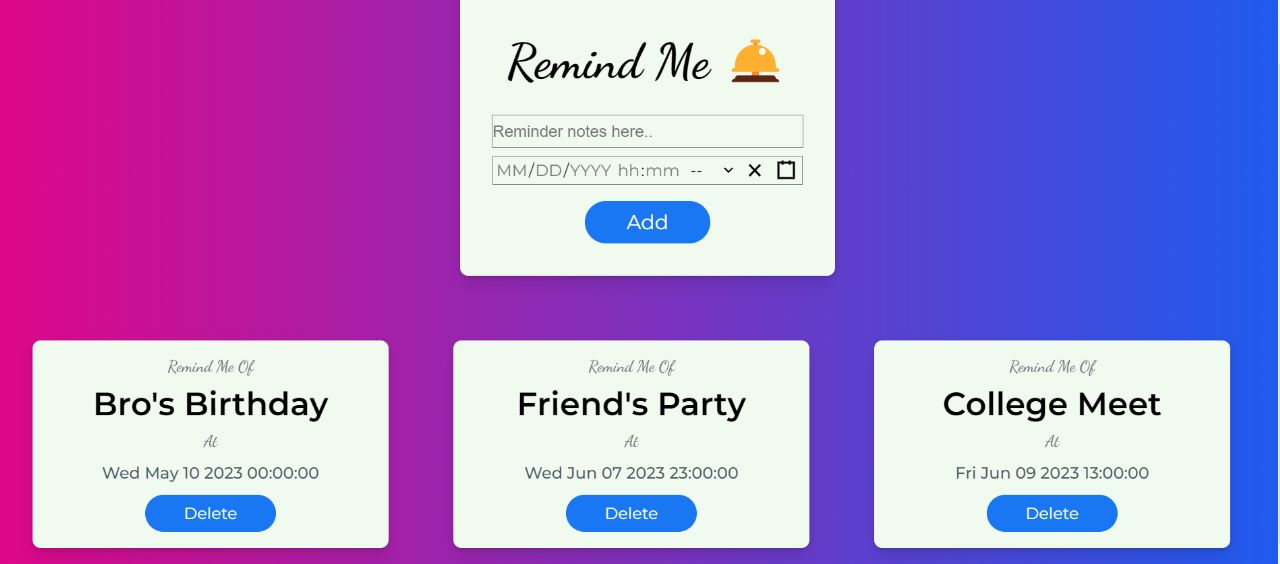 Remind Me
Reminder notes here..
MM/DD/YYYY hh:mm --
Add
Remind Me Of
Bro's Birthday
At
Wed May 10 2023 00:00:00
Delete
Remind Me Of
Friend's Party
At
Wed Jun 07 2023 23:00:00
Delete
Remind Me Of
College Meet
At
Fri Jun 09 2023 13:00:00
Delete